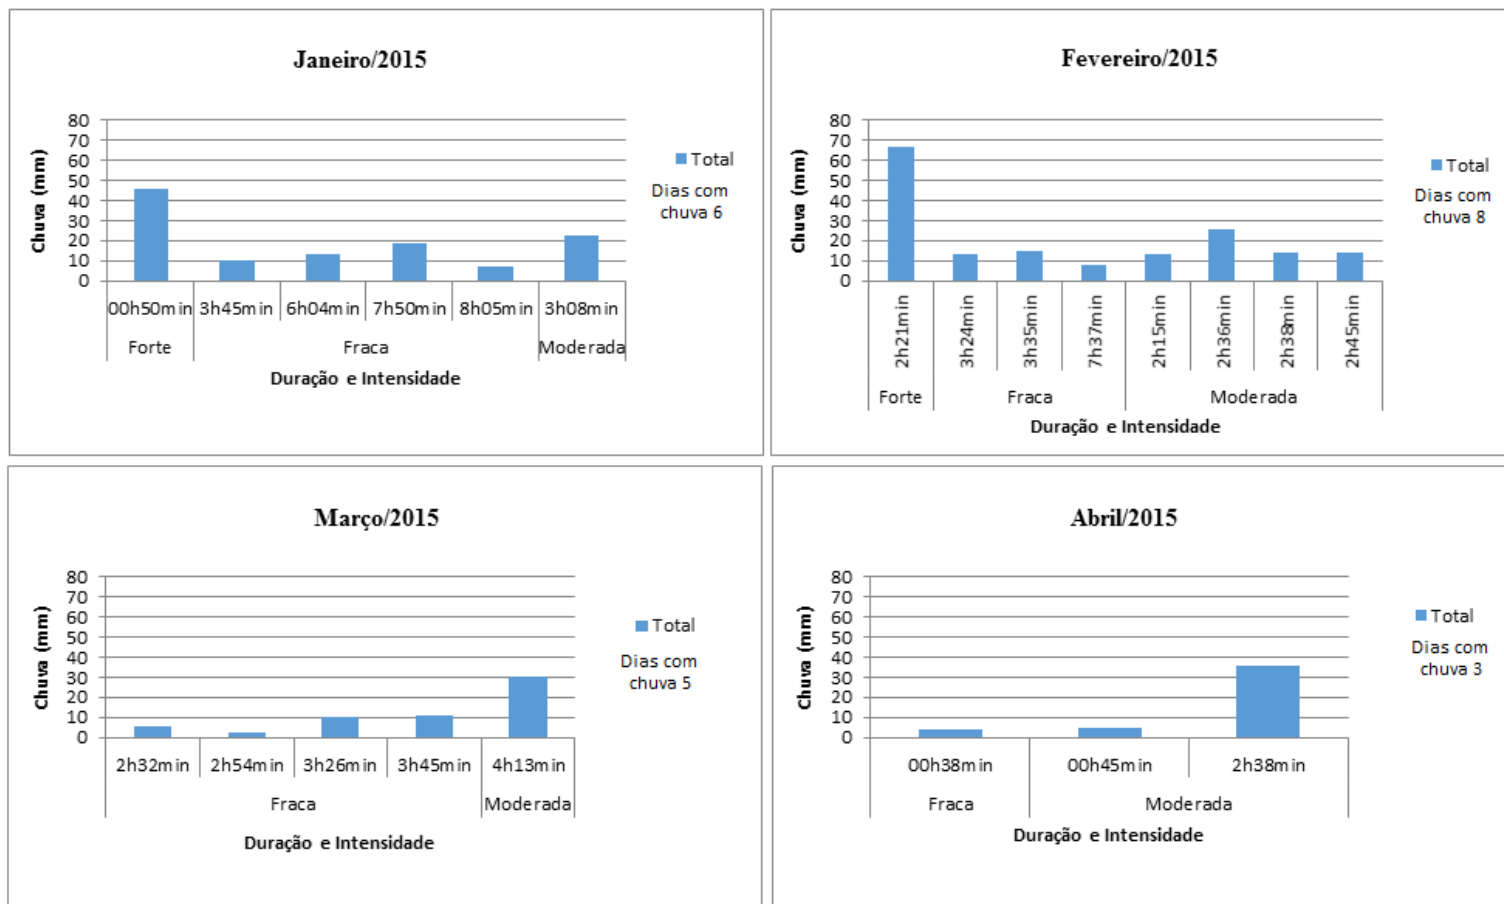 Janeiro/2015
Chuva (mm)
80
70
60
50
40
30
20
10
0
00h50min 3h45min 6h04min 7h50min 8h05min 3h08min
Forte Fraca Moderada
Duração e Intensidade
Total
Dias com
chuva 6
Fevereiro/2015
Chuva (mm)
80
70
60
50
40
30
20
10
0
2h21min 3h24min 3h35min 7h37min 2h15min 2h36min 2h38min 2h45min
Forte Fraca Moderada
Duração e Intensidade
Total
Dias com
chuva 8
Março/2015
Chuva (mm)
80
70
60
50
40
30
20
10
0
2h32min 2h54min 3h26min 3h45min 4h13min
Fraca Moderada
Duração e Intensidade
Total
Dias com
chuva 5
Abril/2015
Chuva (mm)
80
70
60
50
40
30
20
10
0
00h38min 00h45min 2h38min
Fraca Moderada
Duração e Intensidade
Total
Dias com
chuva 3